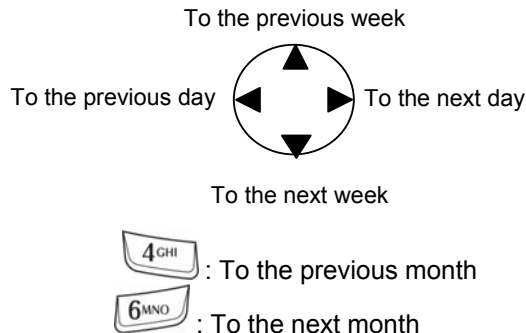 To the previous week
To the previous day To the next day
To the next week
4GHI : To the previous month
6MNO : To the next month